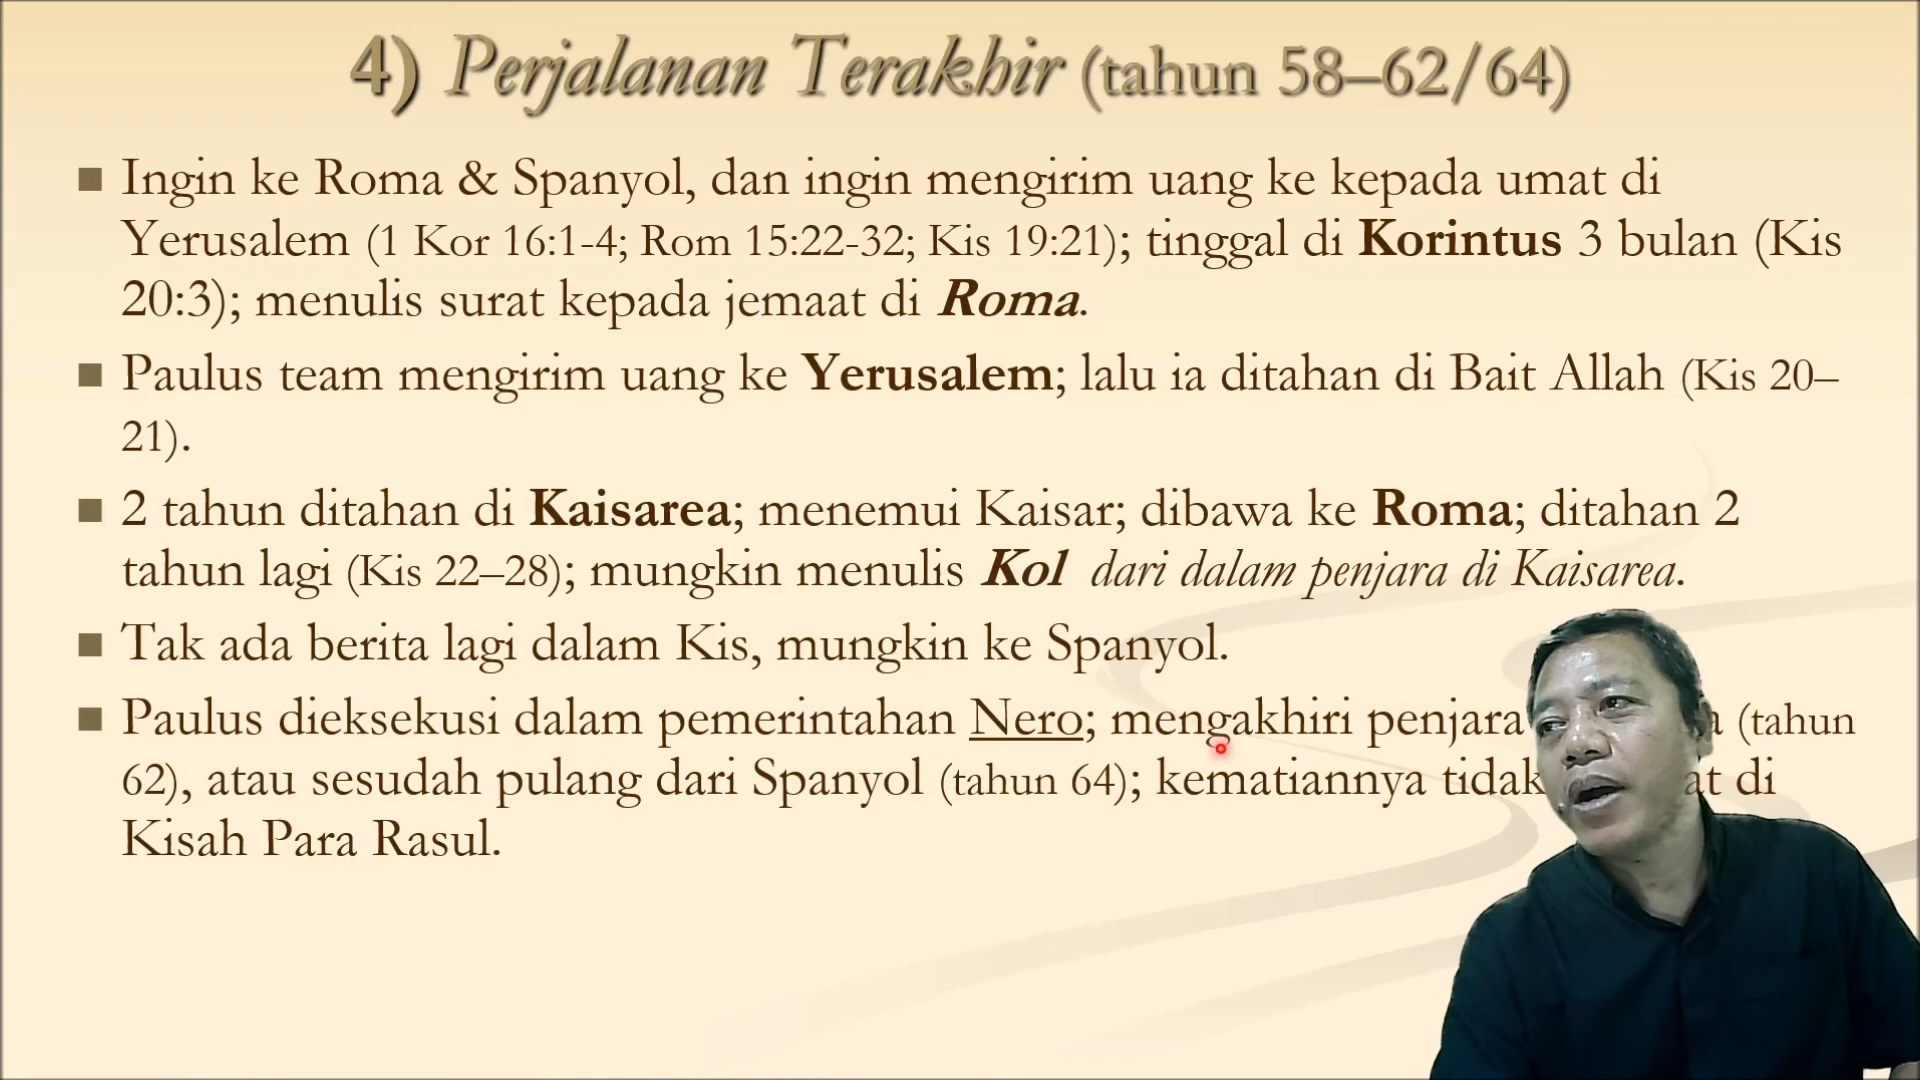 4) Perjalanan Terakhir (tahun 58–62/64)
■ Ingin ke Roma & Spanyol, dan ingin mengirim uang ke kepada umat di
Yerusalem (1 Kor 16:1-4; Rom 15:22-32; Kis 19:21); tinggal di Korintus 3 bulan (Kis
20:3); menulis surat kepada jemaat di Roma.
■ Paulus team mengirim uang ke Yerusalem; lalu ia ditahan di Bait Allah (Kis 20–
21).
■ 2 tahun ditahan di Kaisarea; menemui Kaisar; dibawa ke Roma; ditahan 2
tahun lagi (Kis 22–28); mungkin menulis Kol dari dalam penjara di Kaisarea.
■ Tak ada berita lagi dalam Kis, mungkin ke Spanyol.
■ Paulus dieksekusi dalam pemerintahan Nero; mengakhiri penjara (tahun
62), atau sesudah pulang dari Spanyol (tahun 64); kematiannya tidak di
Kisah Para Rasul.